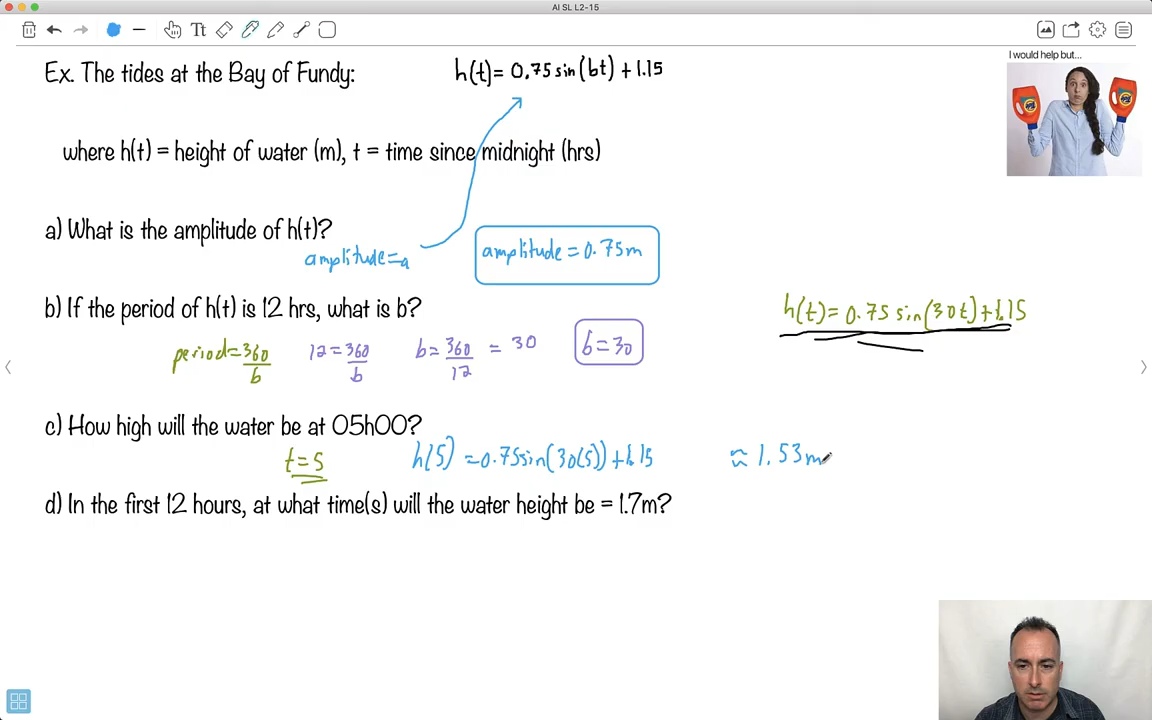 AI SL L2-15
Tt
Ex. The tides at the Bay of Fundy:
h(t)= 0.75 sin(bt) + 1.15
I would help but...
where h(t) = height of water (m), t = time since midnight (hrs)
a) What is the amplitude of h(t)?
amplitude=a
amplitude = 0.75m
b) If the period of h(t) is 12 hrs, what is b?
h(t)= 0.75 sin(30t)+1.15
period=360/b 12=360/b b=360/12 = 30 b=30
c) How high will the water be at 05h00?
t=5 h(5) =0.75sin(30(5))+1.15 ≈ 1.53m
d) In the first 12 hours, at what time(s) will the water height be = 1.7m?